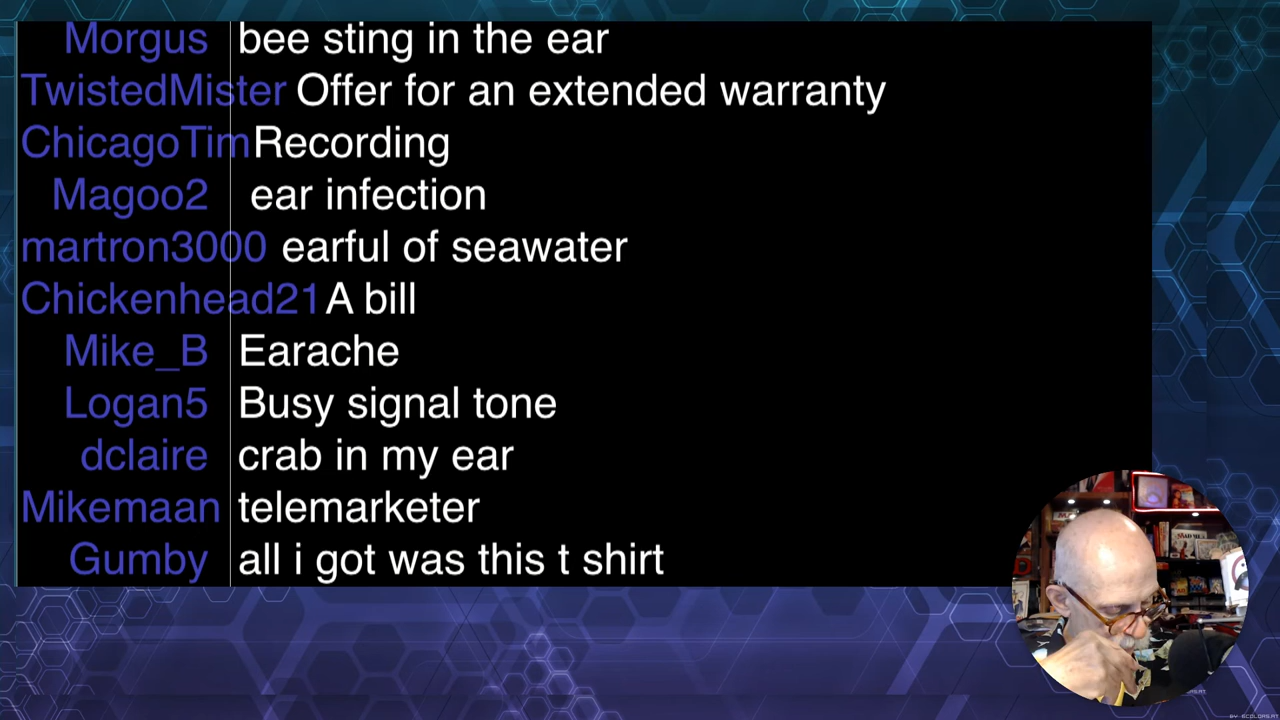 Morgus bee sting in the ear
TwistedMister Offer for an extended warranty
ChicagoTim Recording
Magoo2 ear infection
martron3000 earful of seawater
Chickenhead21 A bill
Mike_B Earache
Logan5 Busy signal tone
dclaire crab in my ear
Mikemaan telemarketer
Gumby all i got was this t shirt